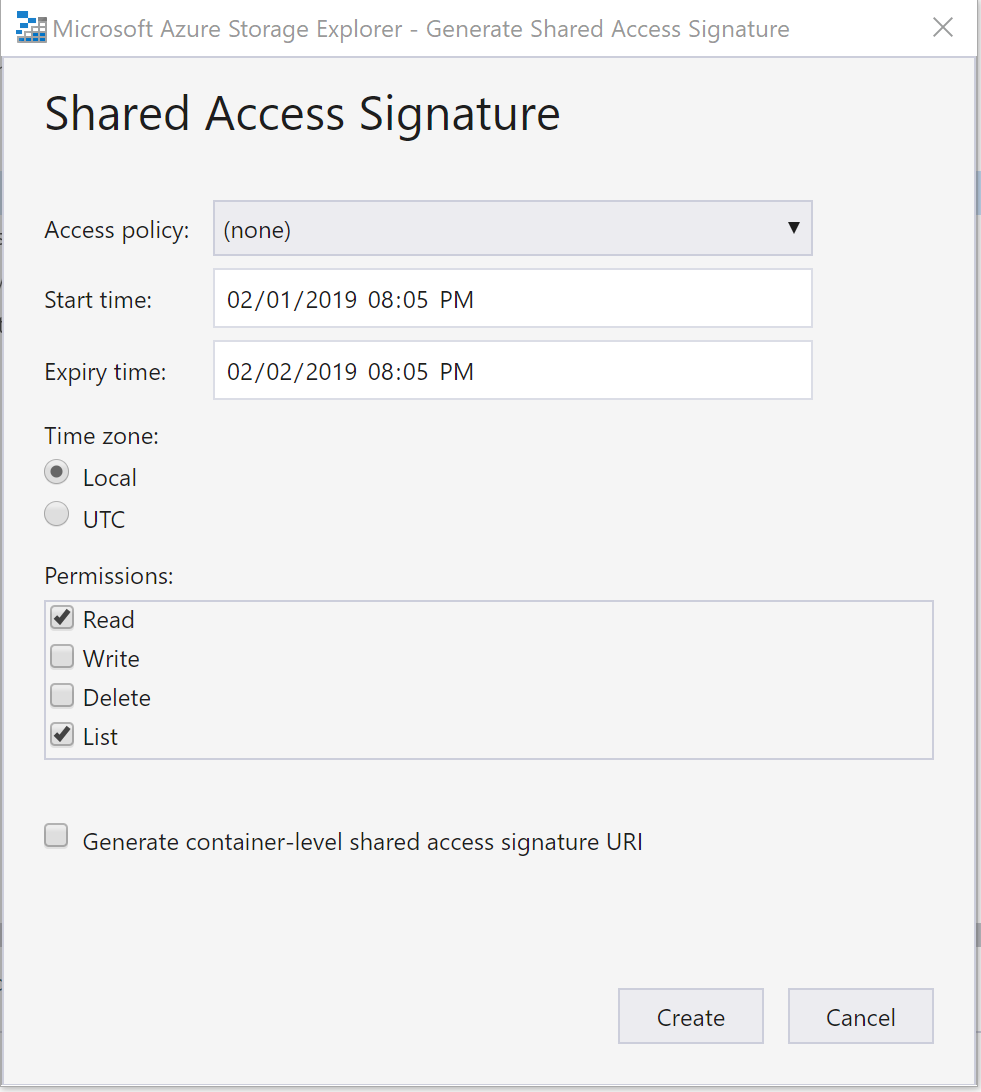 Microsoft Azure Storage Explorer - Generate Shared Access Signature
Shared Access Signature
Access policy: (none)
Start time: 02/01/2019 08:05 PM
Expiry time: 02/02/2019 08:05 PM
Time zone:
Local
UTC
Permissions:
Read
Write
Delete
List
Generate container-level shared access signature URI
Create Cancel